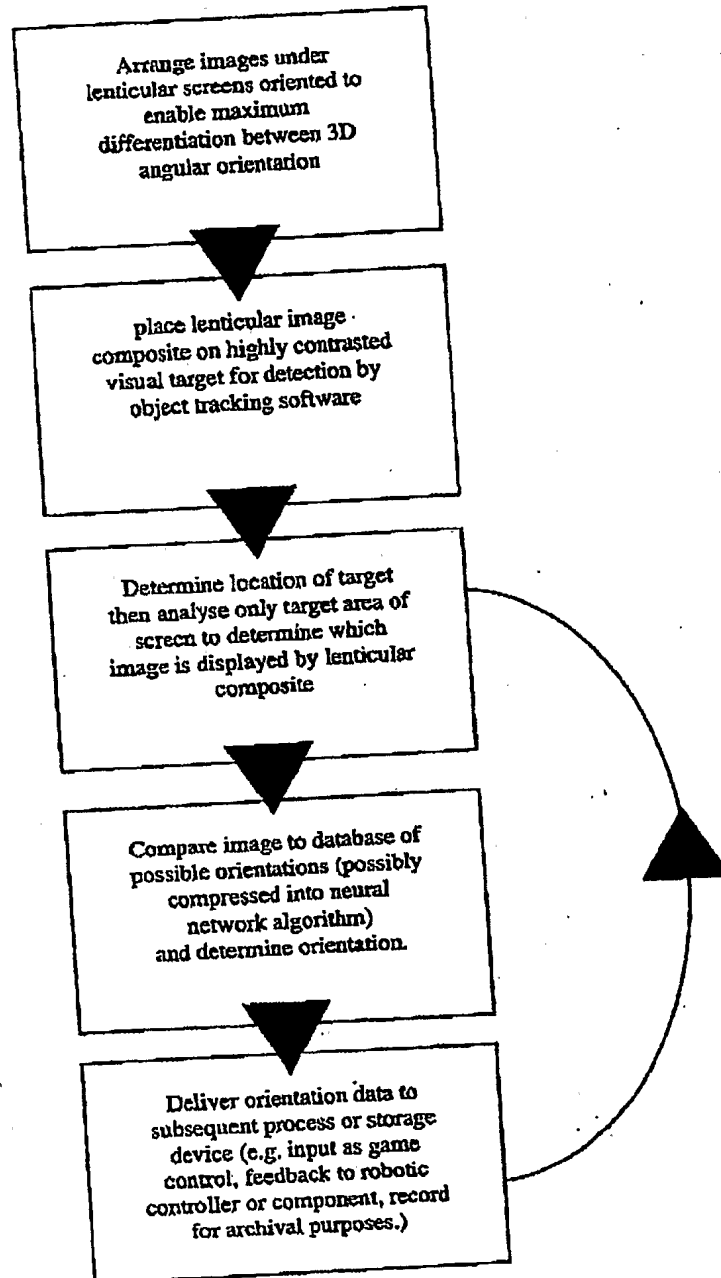 Arrange images under
lenticular screens oriented to
enable maximum
differentiation between 3D
angular orientation
place lenticular image
composite on highly contrasted
visual target for detection by
object tracking software
Determine location of target
then analyse only target area of
screen to determine which
image is displayed by lenticular
composite
Compare image to database of
possible orientations (possibly
compressed into neural
network algorithm)
and determine orientation.
Deliver orientation data to
subsequent process or storage
device (e.g. input as game
control, feedback to robotic
controller or component, record
for archival purposes.)